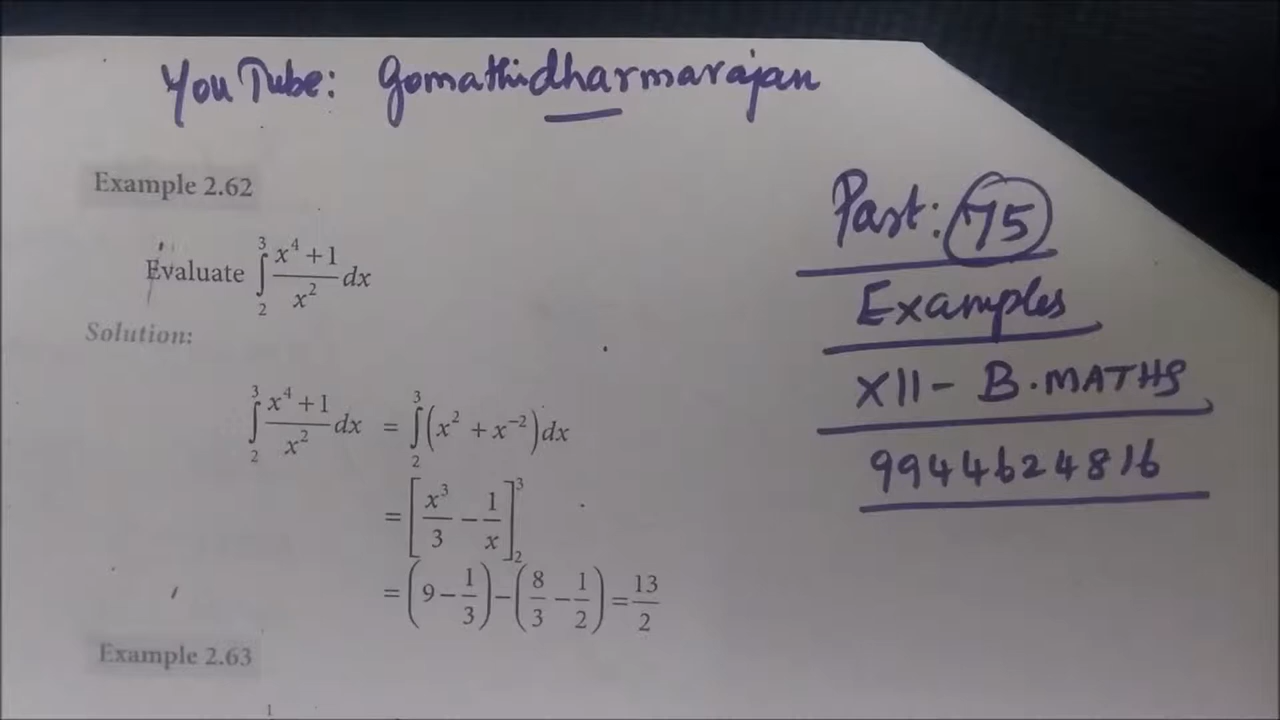 YouTube: Gomathidharmarajan
Example 2.62
Evaluate ∫₂³ (x⁴ + 1)/x² dx
Solution:
∫₂³ (x⁴ + 1)/x² dx = ∫₂³ (x² + x⁻²) dx
= [x³/3 − 1/x]₂³
= (9 − 1/3) − (8/3 − 1/2) = 13/2
Example 2.63
1
Part: 75
Examples
XII - B.MATHS
9944624816